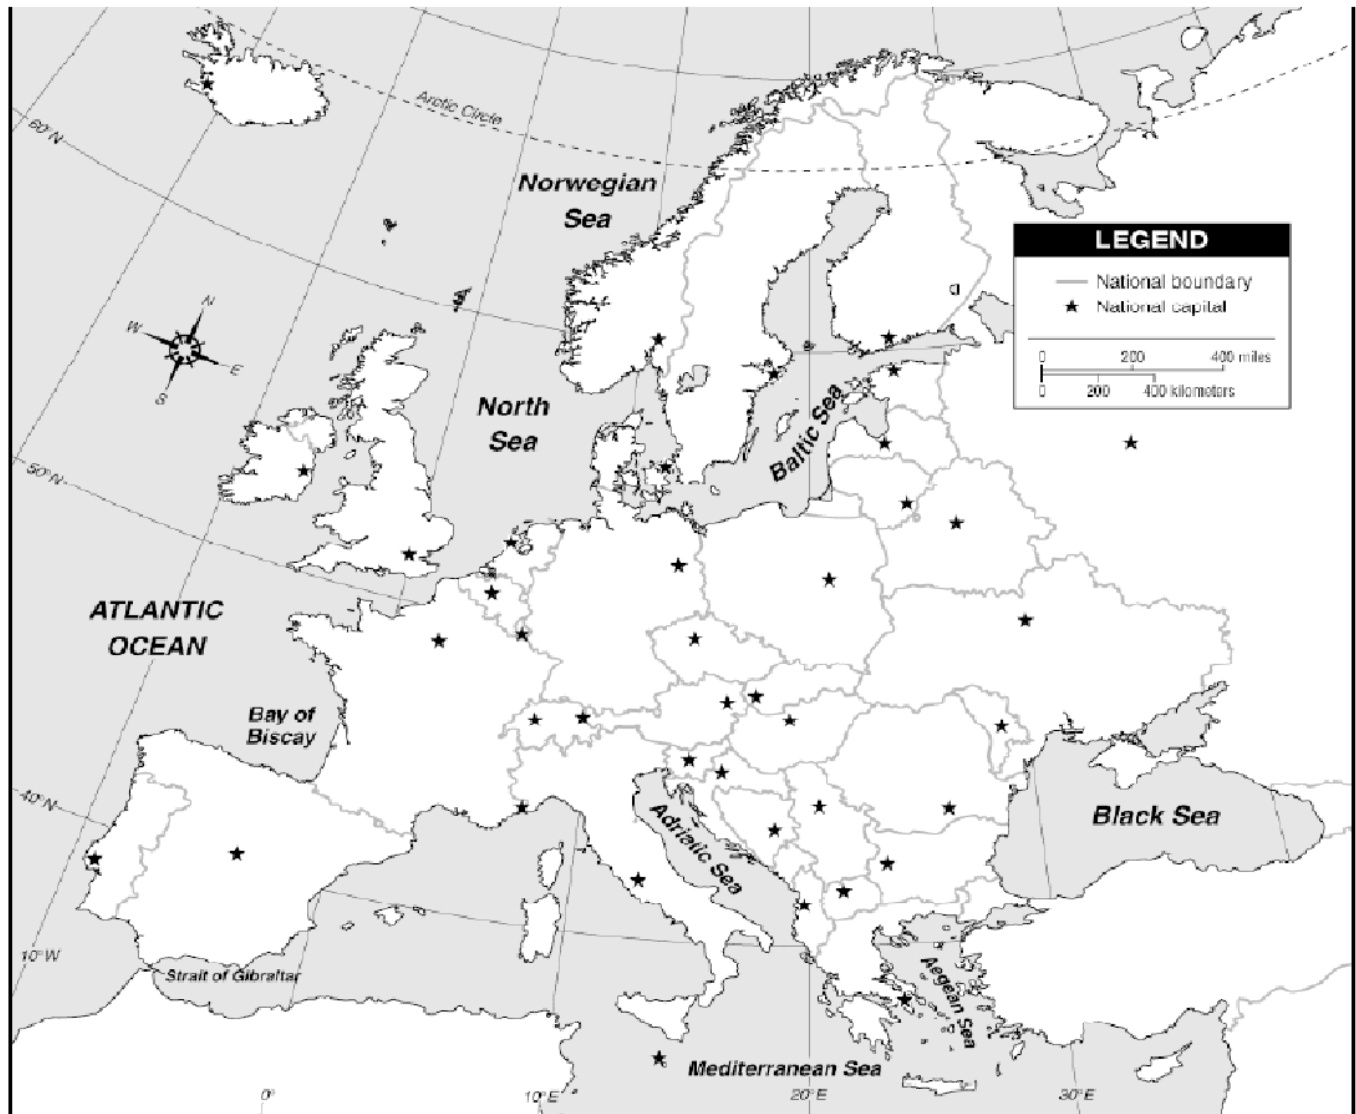 60°N
Arctic Circle
Norwegian
Sea
LEGEND
National boundary
National capital
0 200 400 miles
0 200 400 kilometers
N
W
E
S
North
Sea
Baltic Sea
50°N
ATLANTIC
OCEAN
Bay of
Biscay
40°N
Adriatic Sea
Black Sea
10°W
Strait of Gibraltar
Aegean Sea
Mediterranean Sea
0°
10°E
20°E
30°E